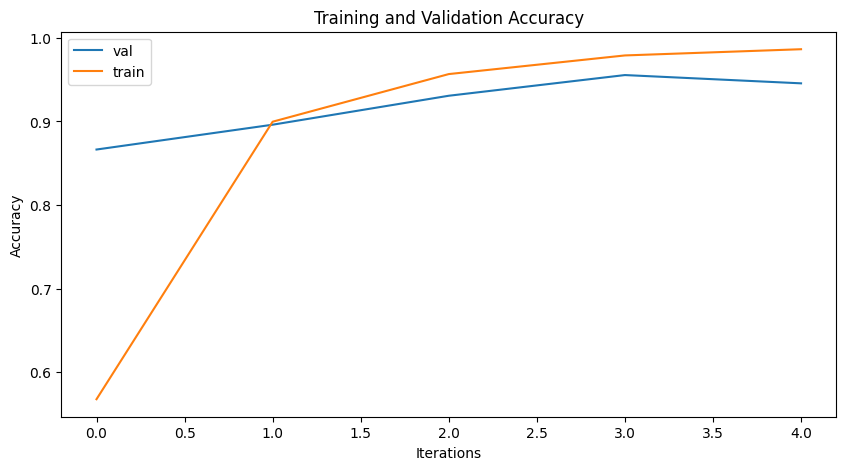 Training and Validation Accuracy
val
train
1.0
0.9
0.8
0.7
0.6
Accuracy
0.0 0.5 1.0 1.5 2.0 2.5 3.0 3.5 4.0
Iterations